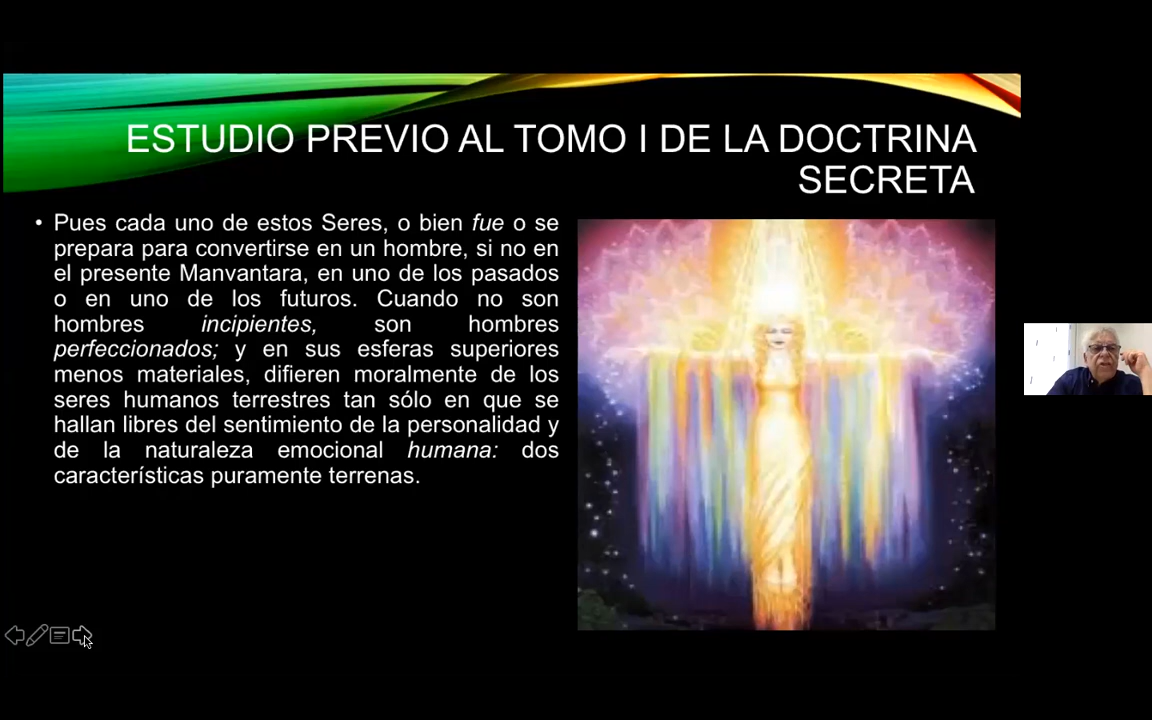 ESTUDIO PREVIO AL TOMO I DE LA DOCTRINA
SECRETA
• Pues cada uno de estos Seres, o bien fue o se
prepara para convertirse en un hombre, si no en
el presente Manvantara, en uno de los pasados
o en uno de los futuros. Cuando no son
hombres incipientes, son hombres
perfeccionados; y en sus esferas superiores
menos materiales, difieren moralmente de los
seres humanos terrestres tan sólo en que se
hallan libres del sentimiento de la personalidad y
de la naturaleza emocional humana: dos
características puramente terrenas.